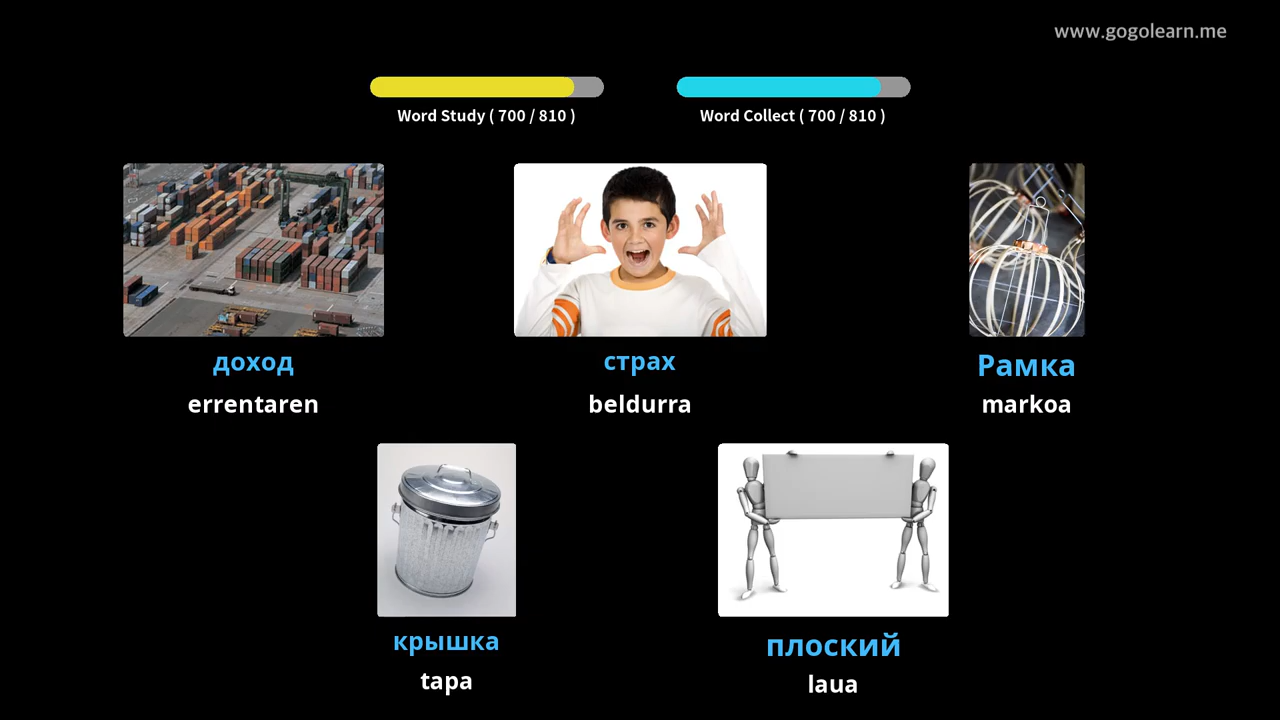 www.gogolearn.me
Word Study ( 700 / 810 )
Word Collect ( 700 / 810 )
доход
errentaren
страх
beldurra
Рамка
markoa
крышка
tapa
плоский
laua